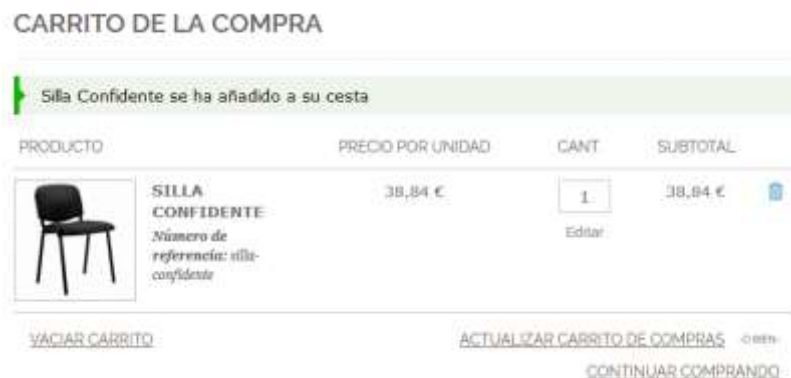 CARRITO DE LA COMPRA
Silla Confidente se ha añadido a su cesta
PRODUCTO PRECIO POR UNIDAD CANT SUBTOTAL
SILLA CONFIDENTE 38,84 € 1 38,84 €
Número de referencia: silla-confidente
Editar
VACIAR CARRITO ACTUALIZAR CARRITO DE COMPRAS -O BIEN-
CONTINUAR COMPRANDO